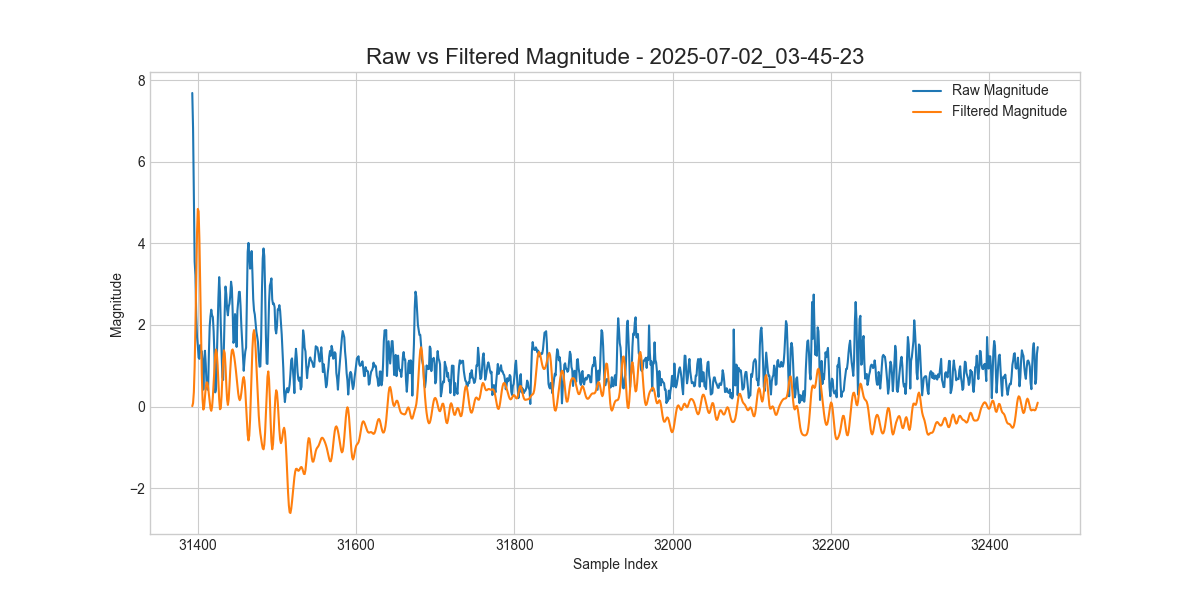 Raw vs Filtered Magnitude - 2025-07-02_03-45-23
Raw Magnitude
Filtered Magnitude
8
6
4
2
0
−2
Magnitude
31400 31600 31800 32000 32200 32400
Sample Index